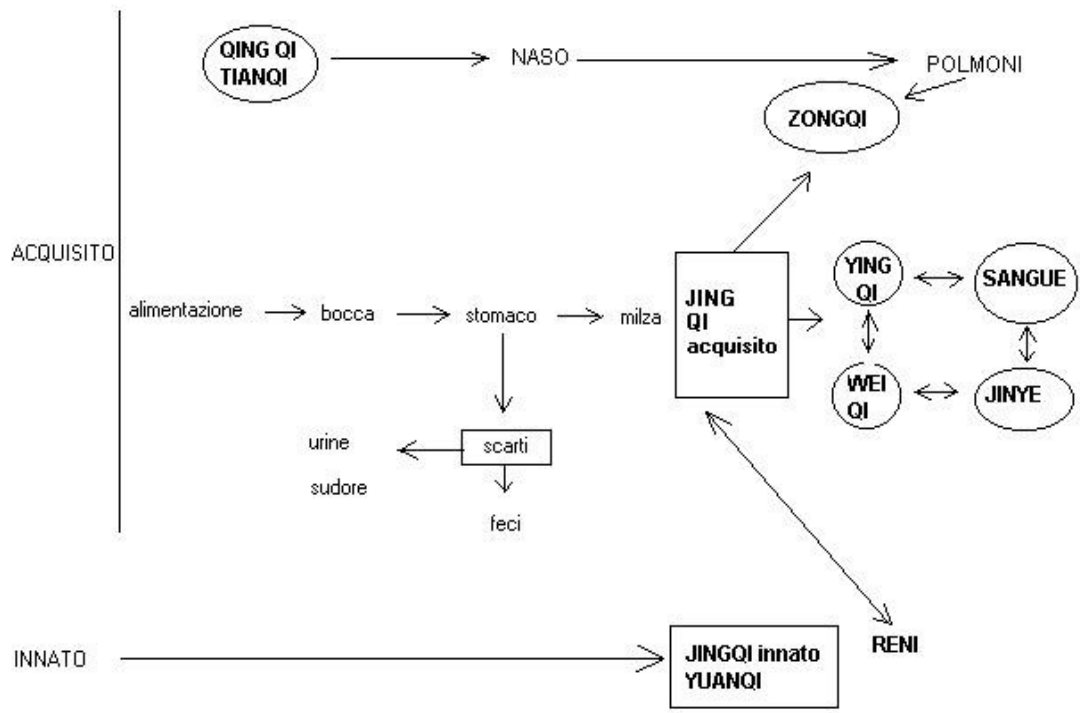 QING QI
TIANQI
NASO
POLMONI
ZONGQI
ACQUISITO
alimentazione
bocca
stomaco
milza
JING
QI
acquisito
YING
QI
SANGUE
WEI
QI
JINYE
urine
scarti
sudore
feci
INNATO
JINGQI innato
YUANQI
RENI